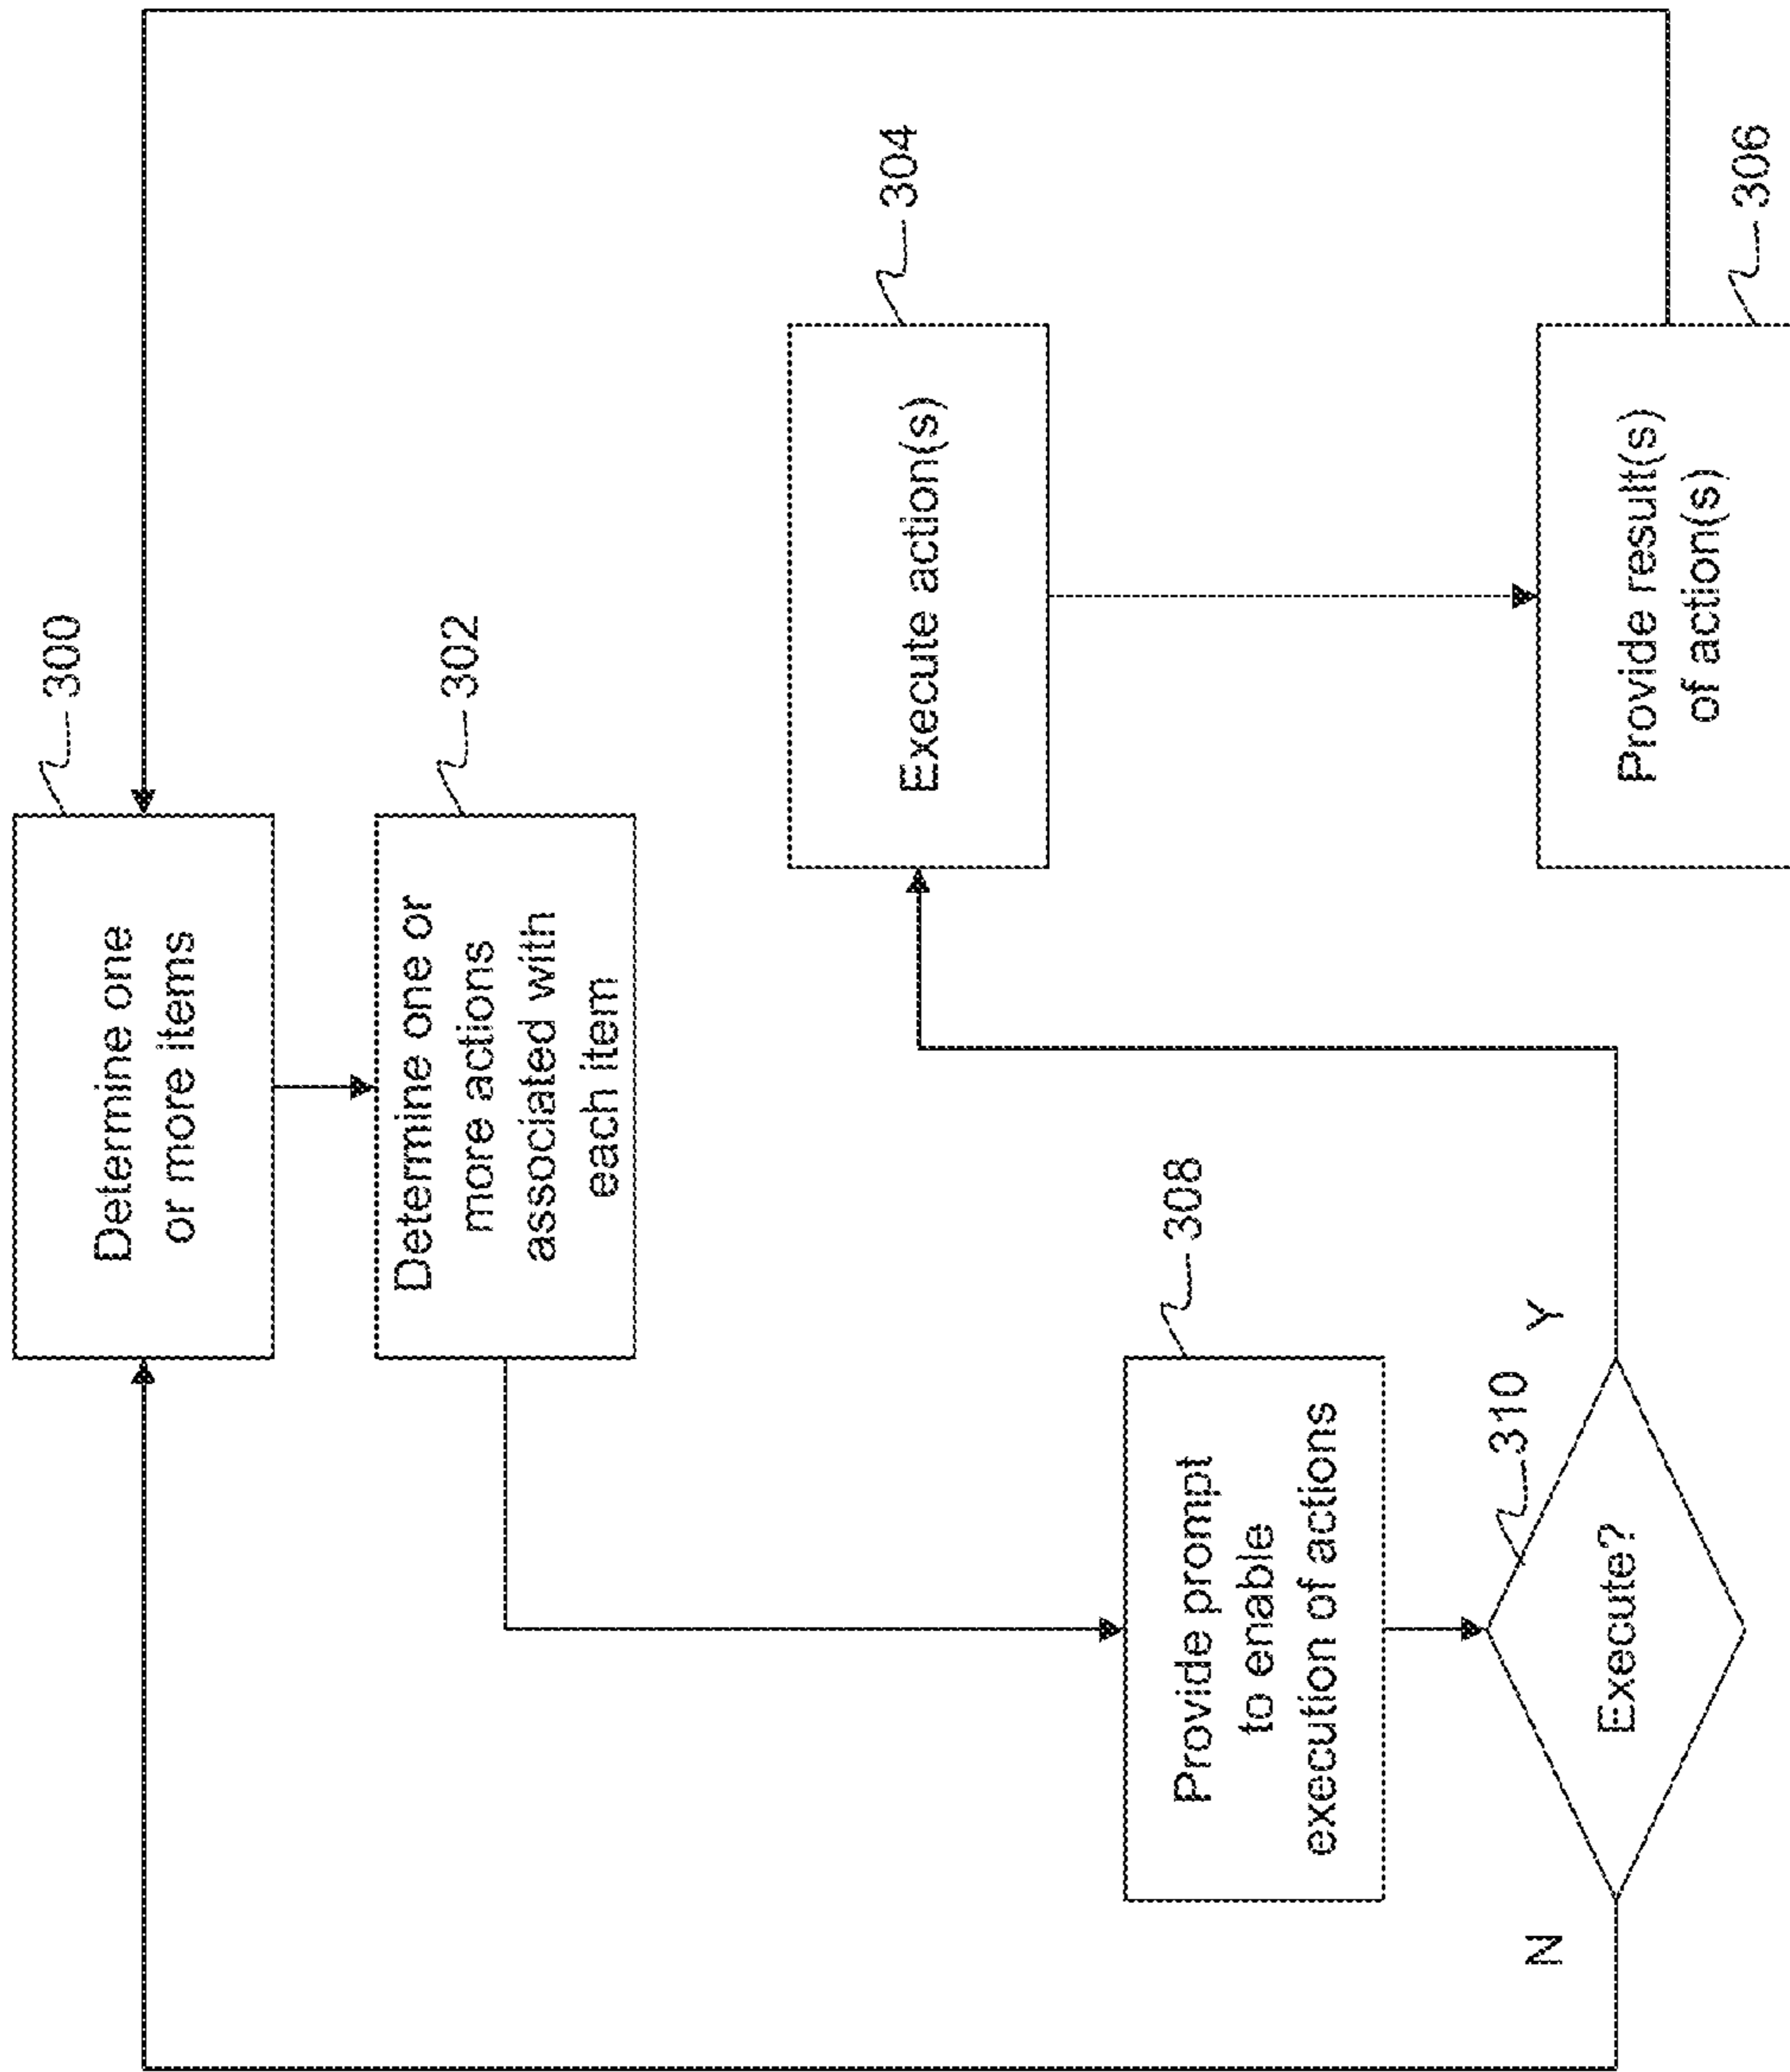 Determine one
or more items
300
Determine one or
more actions
associated with
each item
302
Provide prompt
to enable
execution of actions
308
Execute?
310
N
Y
Execute action(s)
304
Provide result(s)
of action(s)
306